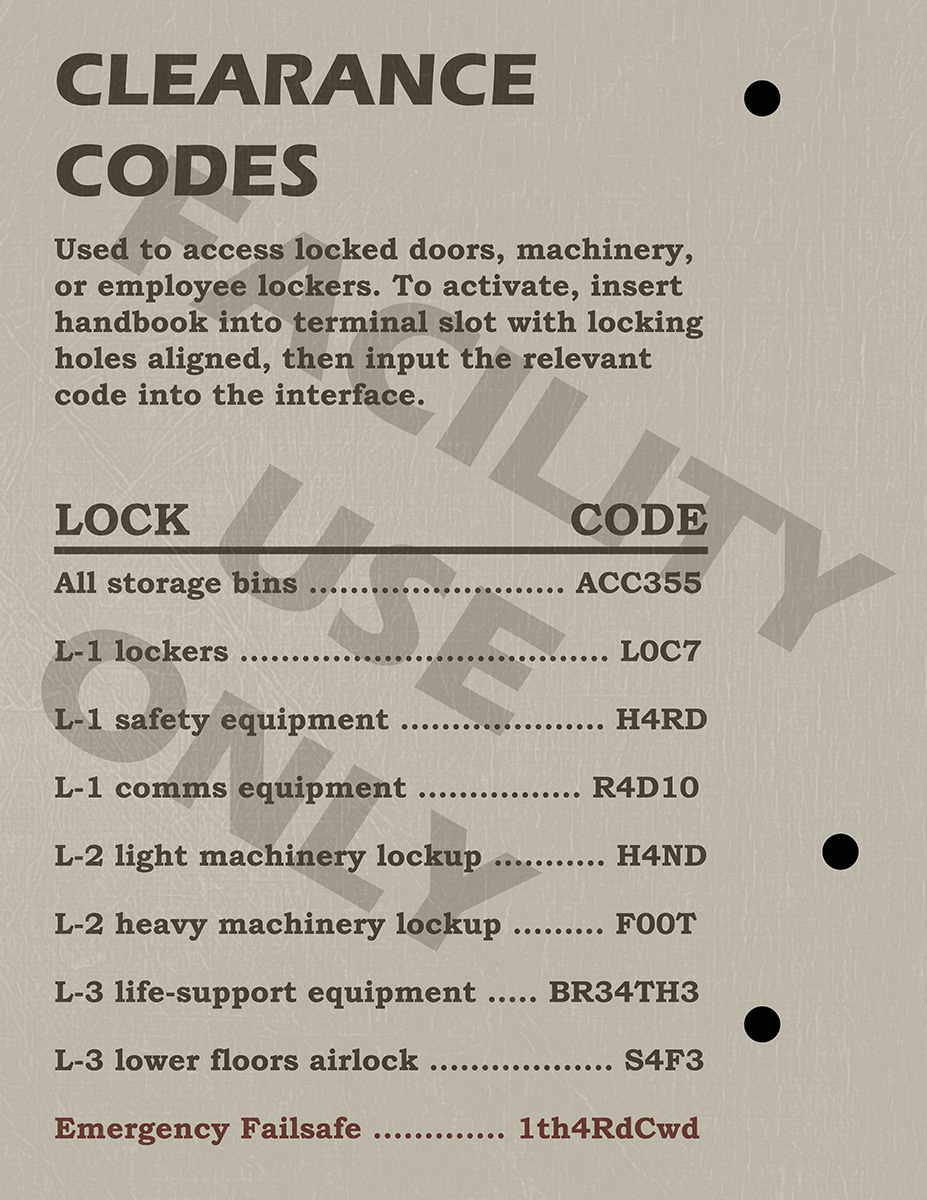 CLEARANCE
CODES
Used to access locked doors, machinery,
or employee lockers. To activate, insert
handbook into terminal slot with locking
holes aligned, then input the relevant
code into the interface.
LOCK CODE
All storage bins ......................... ACC355
L-1 lockers .................................... L0C7
L-1 safety equipment .................... H4RD
L-1 comms equipment ................ R4D10
L-2 light machinery lockup ........... H4ND
L-2 heavy machinery lockup ......... F00T
L-3 life-support equipment ..... BR34TH3
L-3 lower floors airlock .................. S4F3
Emergency Failsafe ............. 1th4RdCwd
FACILITY
USE
ONLY